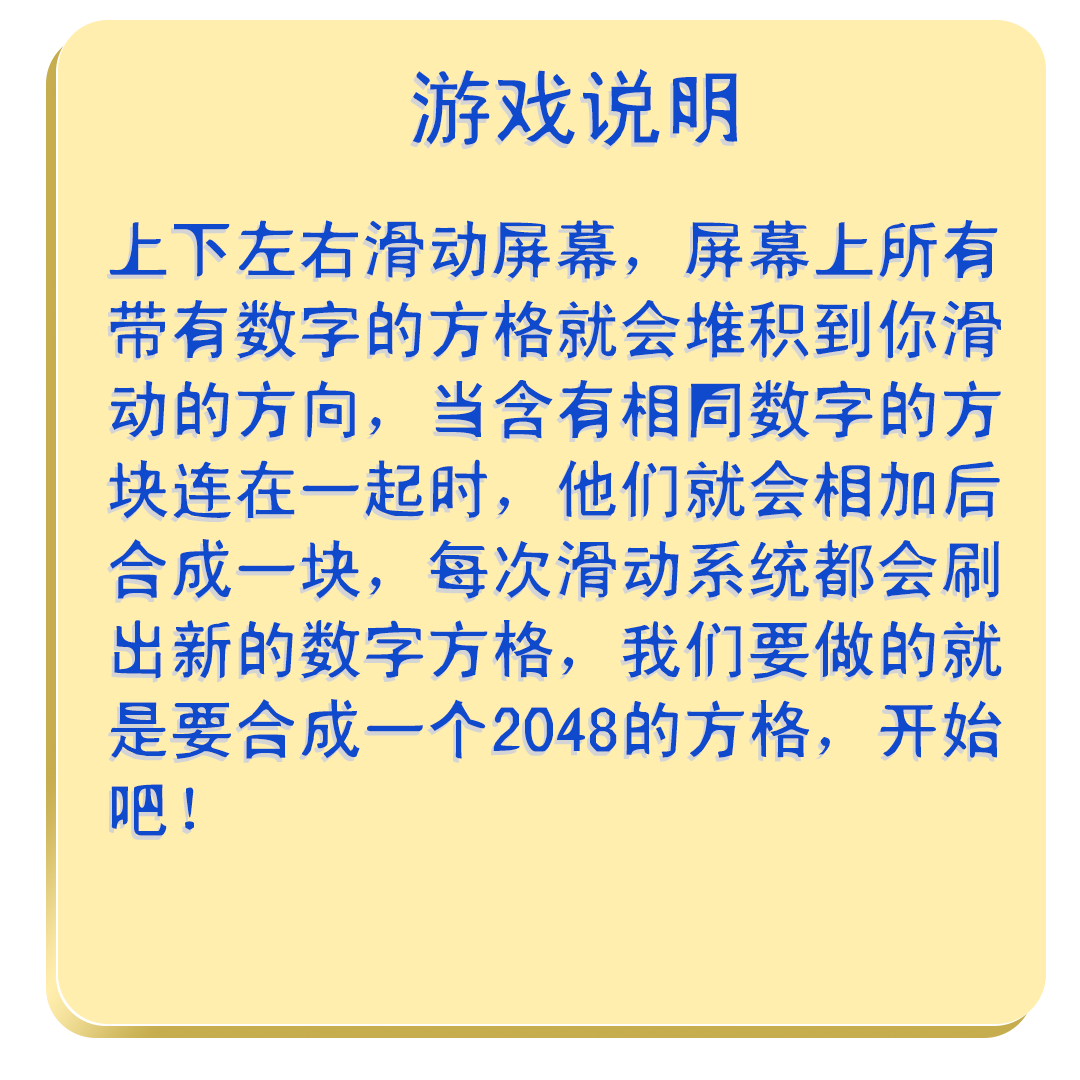 游戏说明
上下左右滑动屏幕，屏幕上所有
带有数字的方格就会堆积到你滑
动的方向，当含有相同数字的方
块连在一起时，他们就会相加后
合成一块，每次滑动系统都会刷
出新的数字方格，我们要做的就
是要合成一个2048的方格，开始
吧！